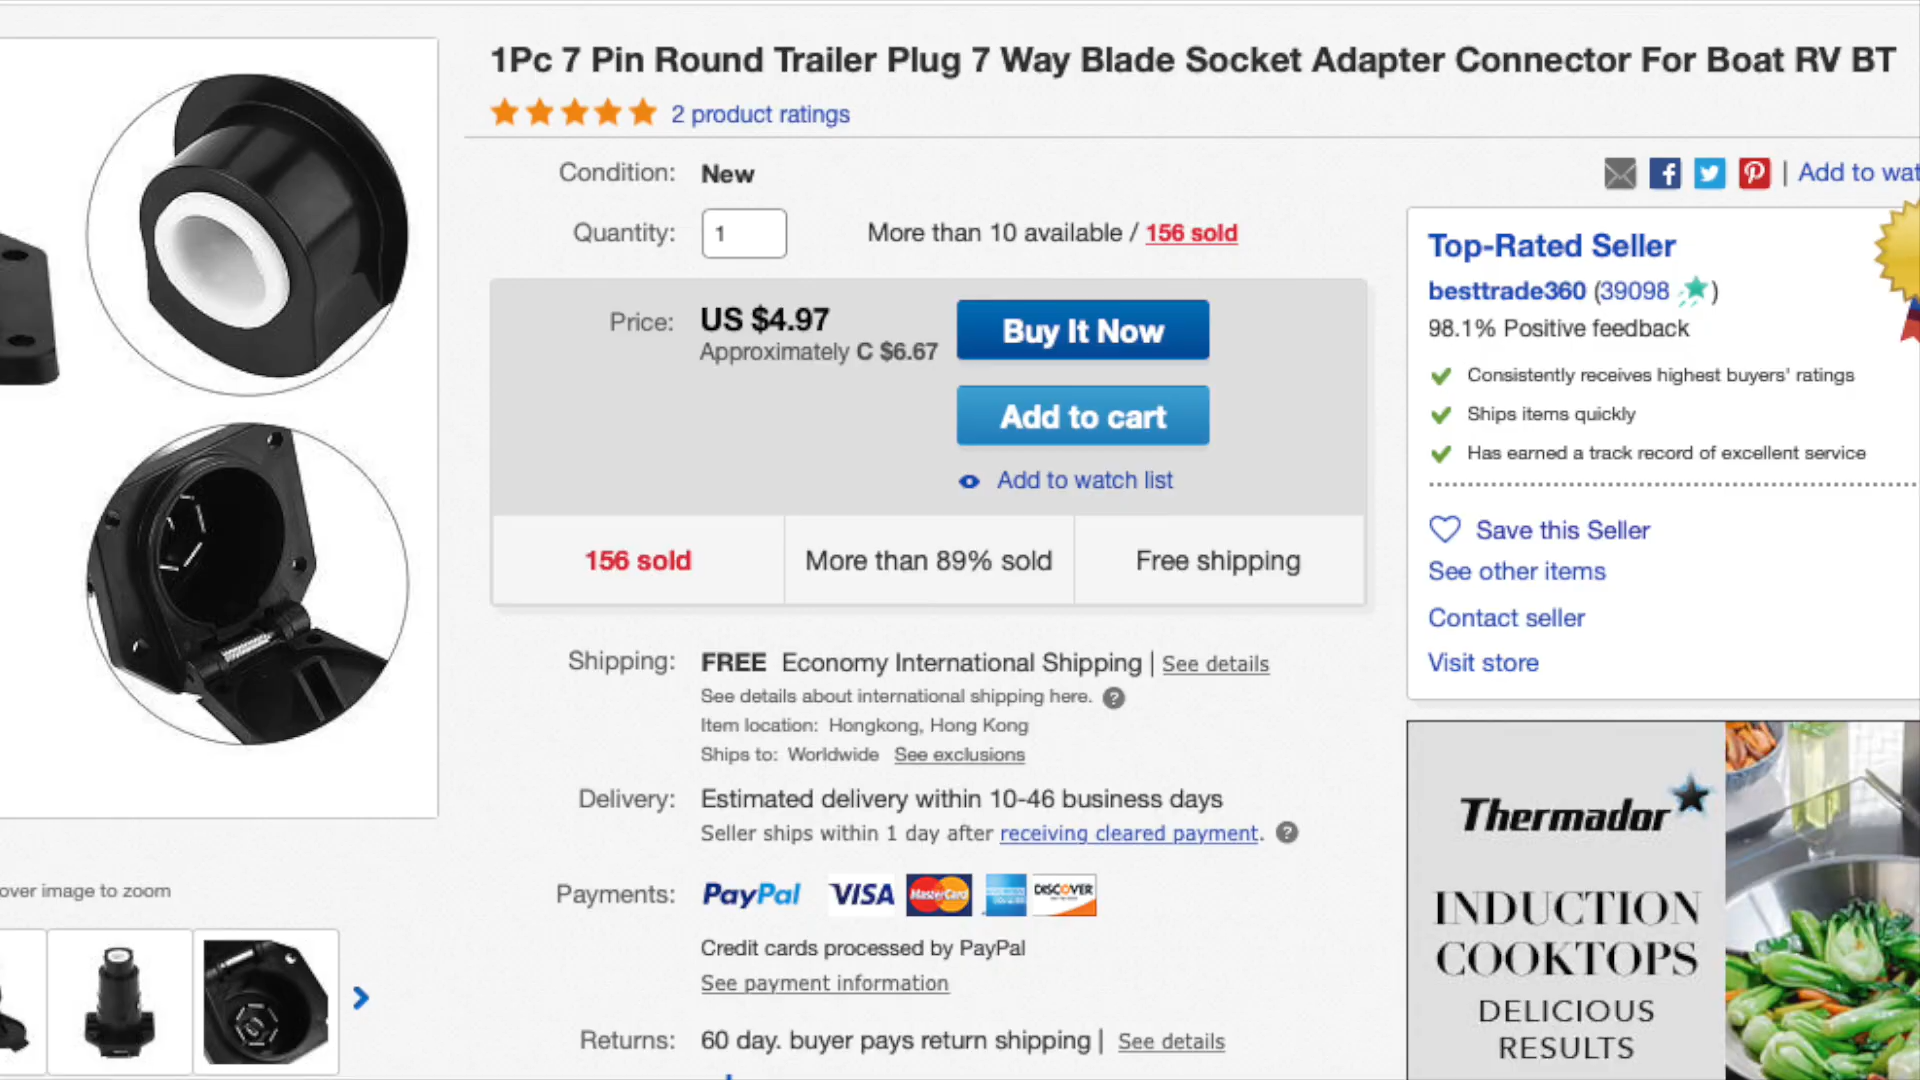 1Pc 7 Pin Round Trailer Plug 7 Way Blade Socket Adapter Connector For Boat RV BT
2 product ratings
Condition: New
Add to wat
Quantity: 1 More than 10 available / 156 sold
Price: US $4.97
Approximately C $6.67
Buy It Now
Add to cart
Add to watch list
156 sold More than 89% sold Free shipping
Shipping: FREE Economy International Shipping | See details
See details about international shipping here.
Item location: Hongkong, Hong Kong
Ships to: Worldwide See exclusions
Delivery: Estimated delivery within 10-46 business days
Seller ships within 1 day after receiving cleared payment.
Payments: PayPal VISA MasterCard DISCOVER
Credit cards processed by PayPal
See payment information
Returns: 60 day. buyer pays return shipping | See details
Top-Rated Seller
besttrade360 (39098)
98.1% Positive feedback
Consistently receives highest buyers' ratings
Ships items quickly
Has earned a track record of excellent service
Save this Seller
See other items
Contact seller
Visit store
over image to zoom
Thermador
INDUCTION
COOKTOPS
DELICIOUS
RESULTS